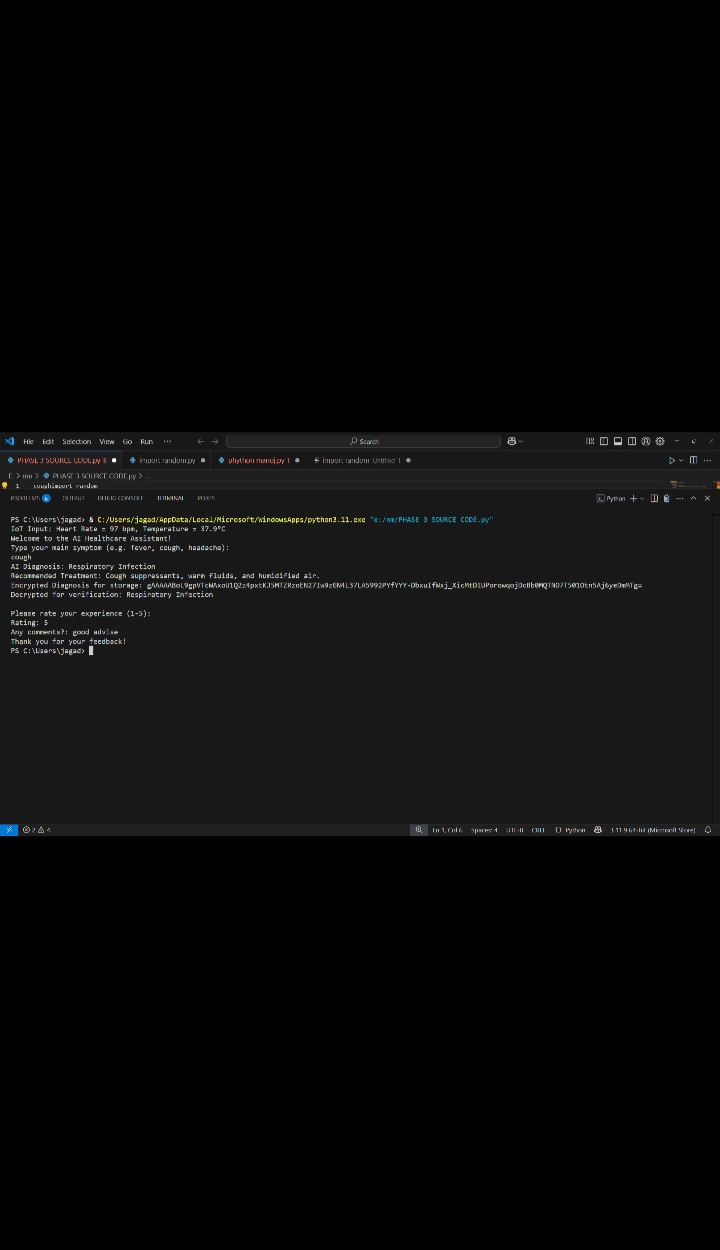 File Edit Selection View Go Run ··· Search
PHASE 3 SOURCE CODE.py 6 import random.py phython manoj.py 1 import random Untitled-1
nm > PHASE 3 SOURCE CODE.py > ...
1 coughimport random
PROBLEMS 6 OUTPUT DEBUG CONSOLE TERMINAL PORTS Python
PS C:\Users\jagad> & C:/Users/jagad/AppData/Local/Microsoft/WindowsApps/python3.11.exe "e:/nm/PHASE 3 SOURCE CODE.py"
IoT Input: Heart Rate = 97 bpm, Temperature = 37.9°C
Welcome to the AI Healthcare Assistant!
Type your main symptom (e.g. fever, cough, headache):
cough
AI Diagnosis: Respiratory Infection
Recommended Treatment: Cough suppressants, warm fluids, and humidified air.
Encrypted Diagnosis for storage:
Decrypted for verification: Respiratory Infection
Please rate your experience (1-5):
Rating: 5
Any comments?: good advise
Thank you for your feedback!
PS C:\Users\jagad>
2 4 Ln 1, Col 6 Spaces: 4 UTF-8 CRLF Python 3.11.9 64-bit (Microsoft Store)